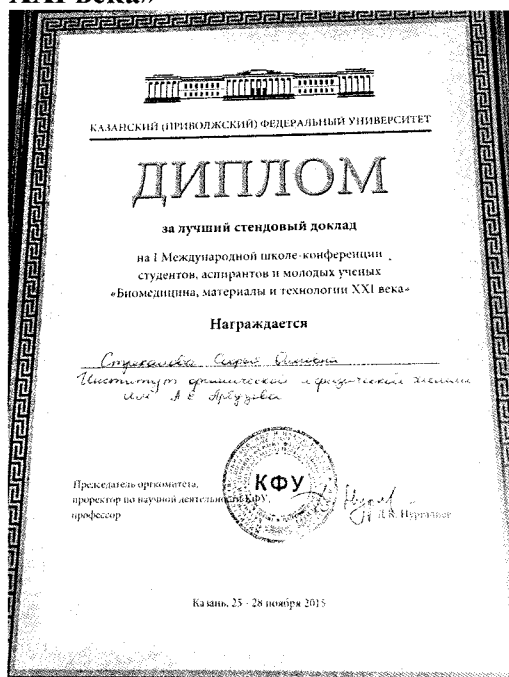 XXI века»
КАЗАНСКИЙ (ПРИВОЛЖСКИЙ) ФЕДЕРАЛЬНЫЙ УНИВЕРСИТЕТ
ДИПЛОМ
за лучший стендовый доклад
на I Международной школе-конференции
студентов, аспирантов и молодых ученых
«Биомедицина, материалы и технологии XXI века»
Награждается
Стрекалова
Институт органической и физической химии
им А Е Арбузова
Председатель оргкомитета,
проректор по научной деятельности КФУ,
профессор
КФУ
Д.К. Нургалиев
Казань, 25 - 28 ноября 2015